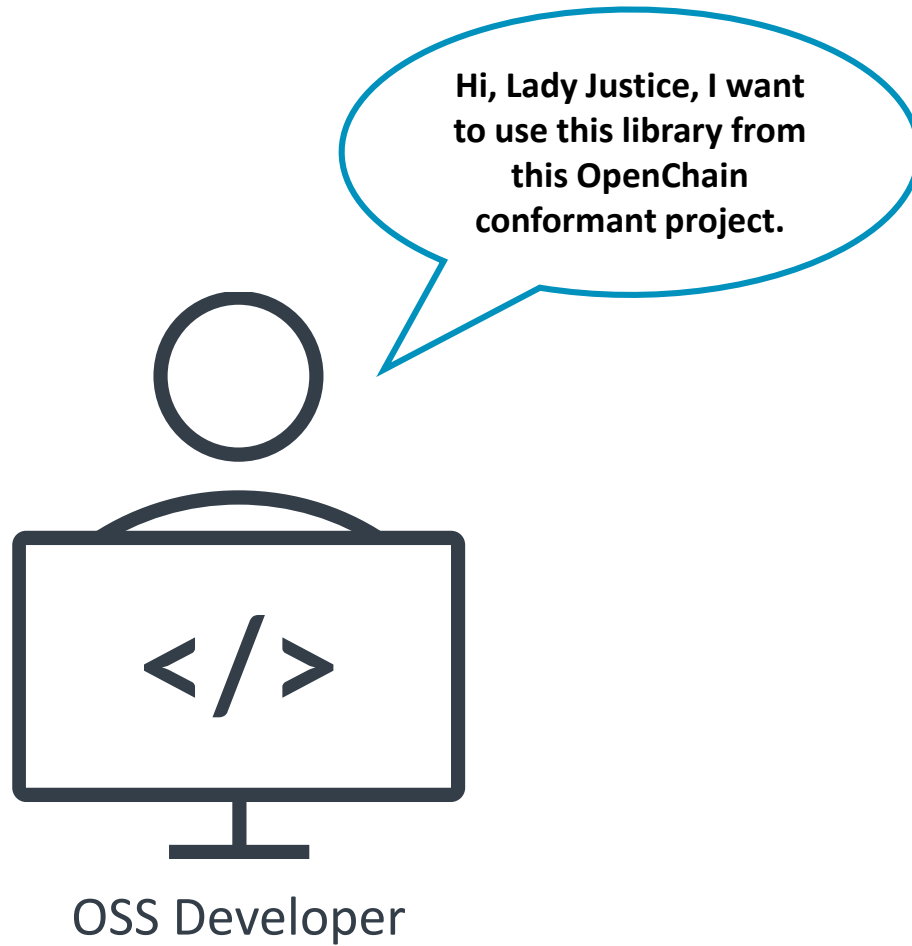 Hi, Lady Justice, I want
to use this library from
this OpenChain
conformant project.
</>
OSS Developer